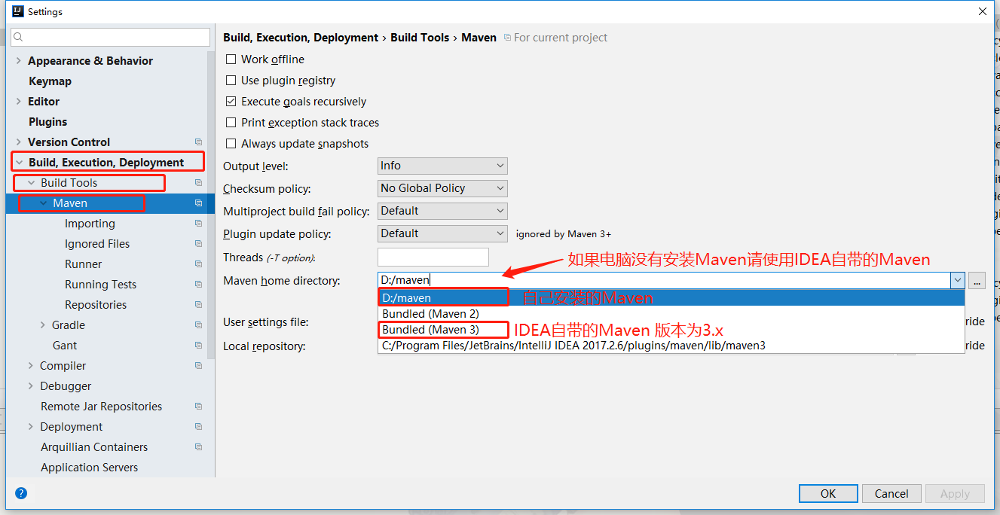 Settings
Build, Execution, Deployment › Build Tools › Maven For current project
Appearance & Behavior
Keymap
Editor
Plugins
Version Control
Build, Execution, Deployment
Build Tools
Maven
Importing
Ignored Files
Runner
Running Tests
Repositories
Gradle
Gant
Compiler
Debugger
Remote Jar Repositories
Deployment
Arquillian Containers
Application Servers
Work offline
Use plugin registry
Execute goals recursively
Print exception stack traces
Always update snapshots
Output level: Info
Checksum policy: No Global Policy
Multiproject build fail policy: Default
Plugin update policy: Default ignored by Maven 3+
Threads (-T option):
如果电脑没有安装Maven请使用IDEA自带的Maven
Maven home directory: D:/maven ...
D:/maven 自己安装的Maven
Bundled (Maven 2)
User settings file: ride
Bundled (Maven 3) IDEA自带的Maven 版本为3.x
Local repository: C:/Program Files/JetBrains/IntelliJ IDEA 2017.2.6/plugins/maven/lib/maven3 ride
? OK Cancel Apply